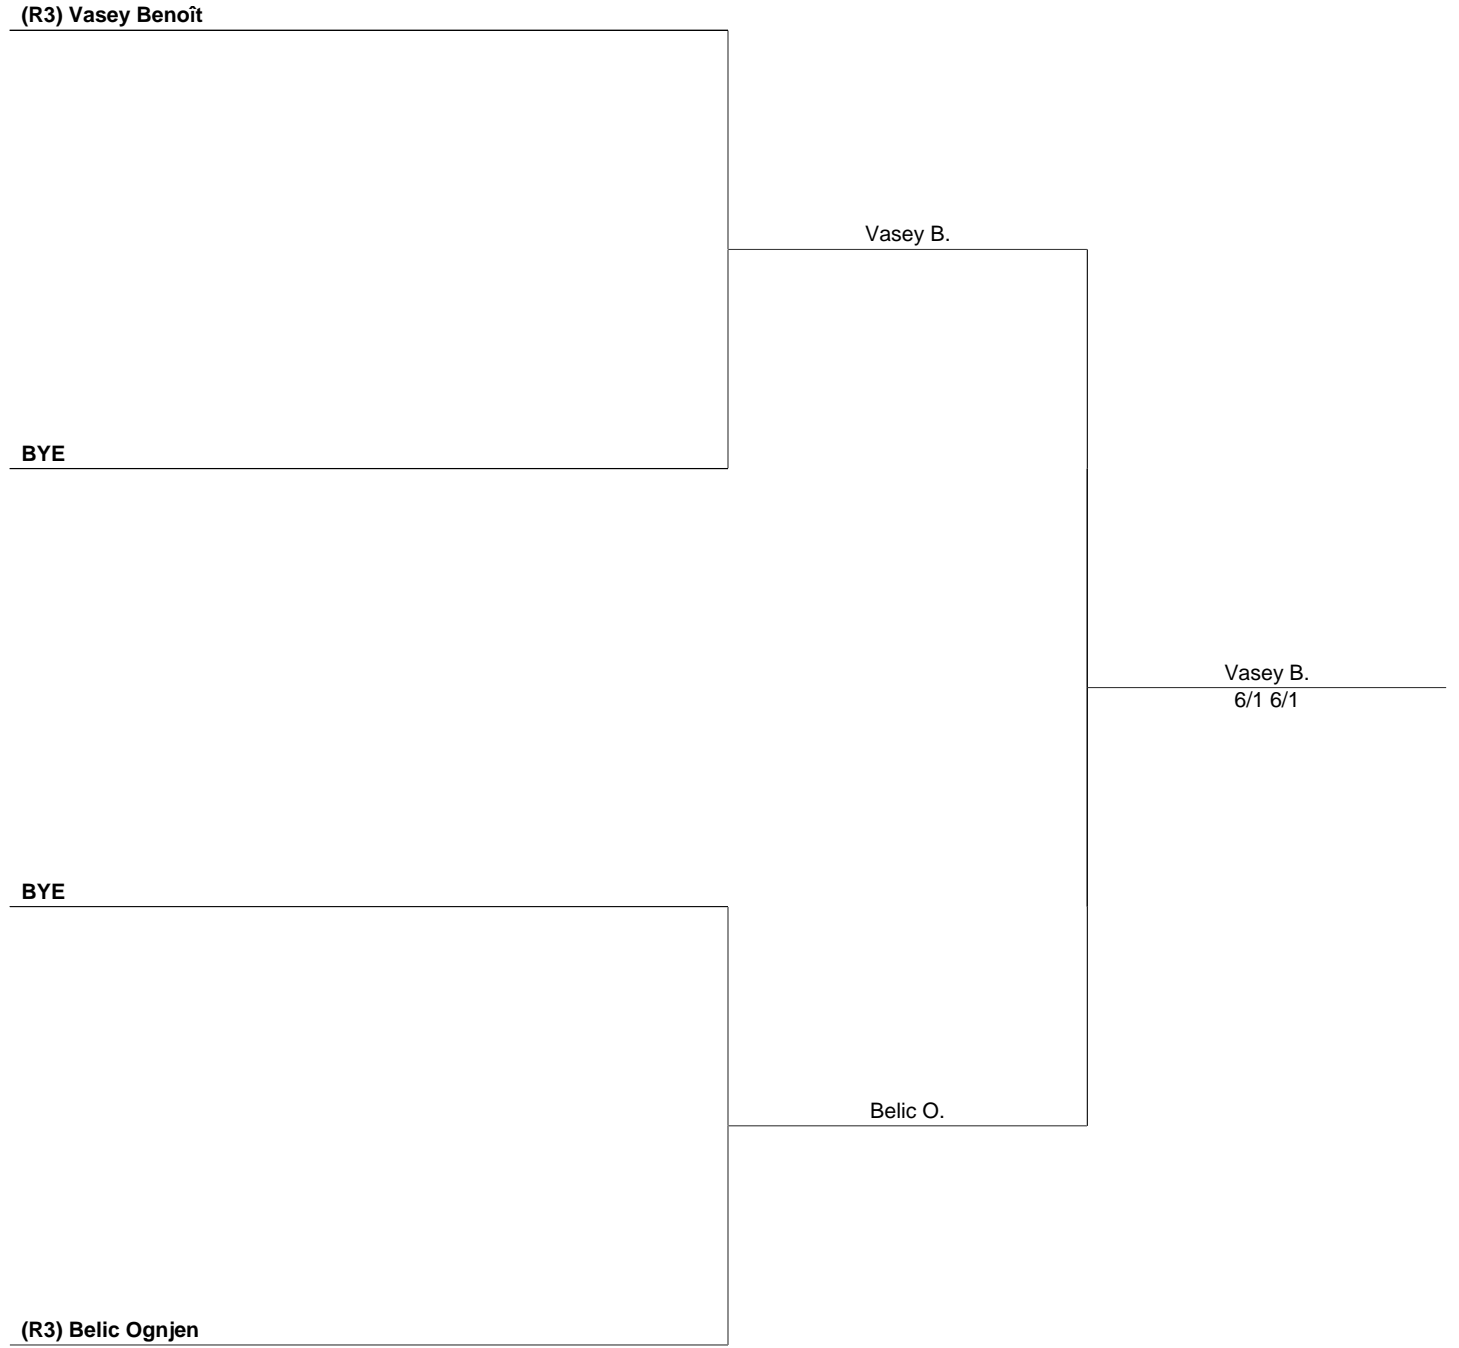 (R3) Vasey Benoît
Vasey B.
BYE
Vasey B.
6/1 6/1
BYE
Belic O.
(R3) Belic Ognjen